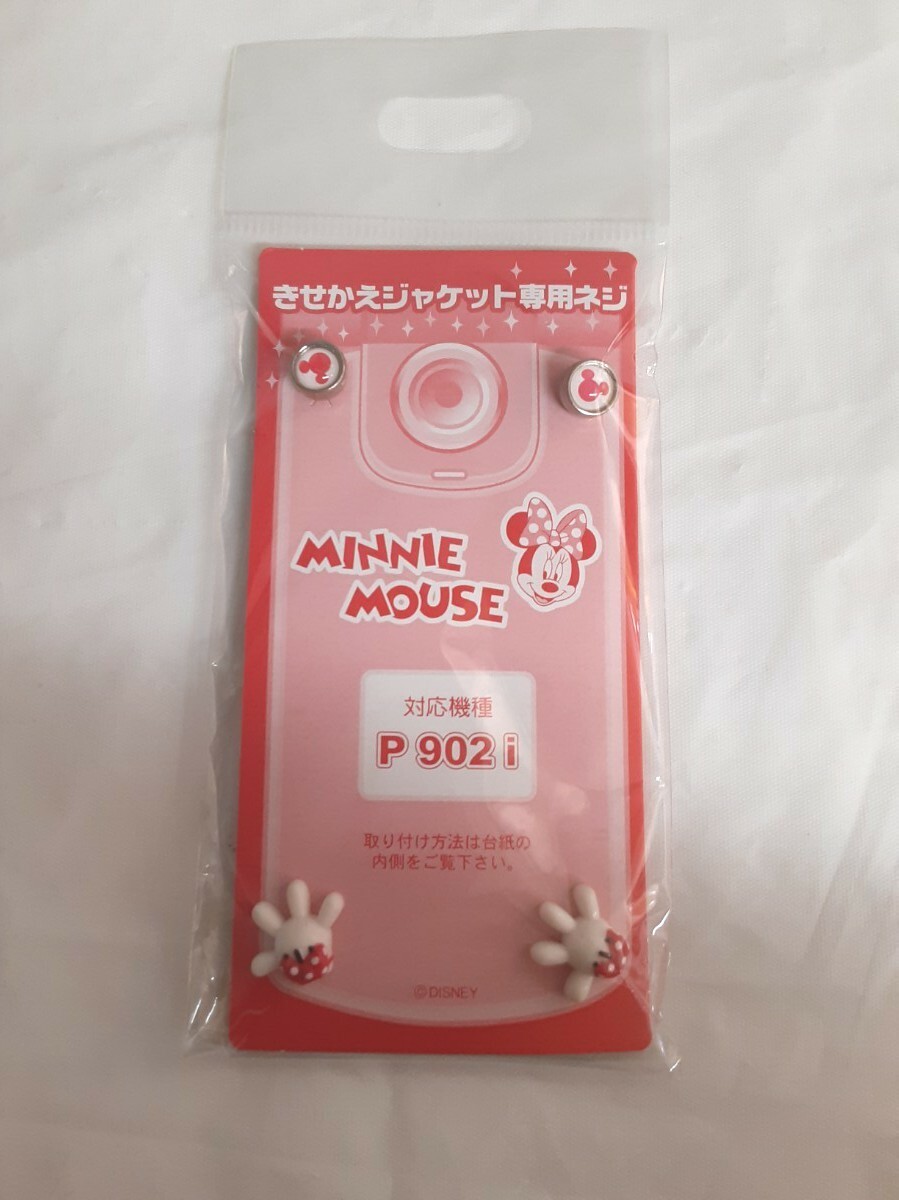 きせかえジャケット専用ネジ
MINNIE
MOUSE
対応機種
P 902 i
取り付け方法は台紙の
内側をご覧下さい。
©DISNEY